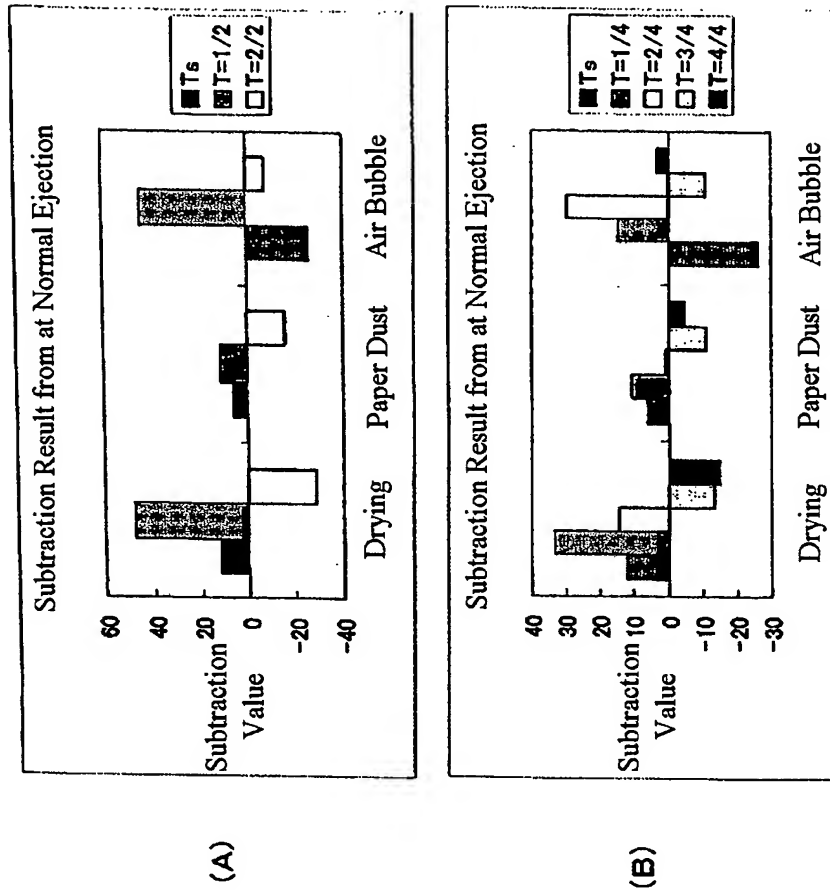 (A)
Subtraction Result from at Normal Ejection
60
40
20
0
-20
-40
Subtraction
Value
Drying
Paper Dust
Air Bubble
Ts
T=1/2
T=2/2
(B)
Subtraction Result from at Normal Ejection
40
30
20
10
0
-10
-20
-30
Subtraction
Value
Drying
Paper Dust
Air Bubble
Ts
T=1/4
T=2/4
T=3/4
T=4/4